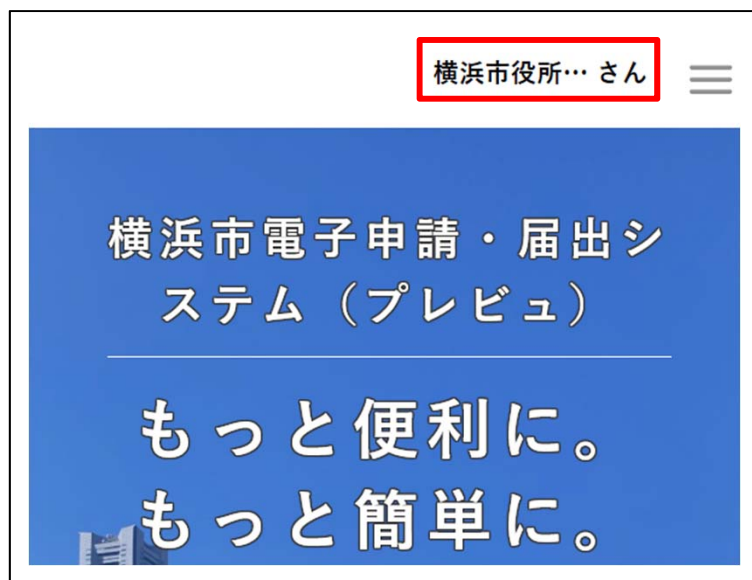 横浜市役所… さん
横浜市電子申請・届出シ
ステム（プレビュ）
もっと便利に。
もっと簡単に。